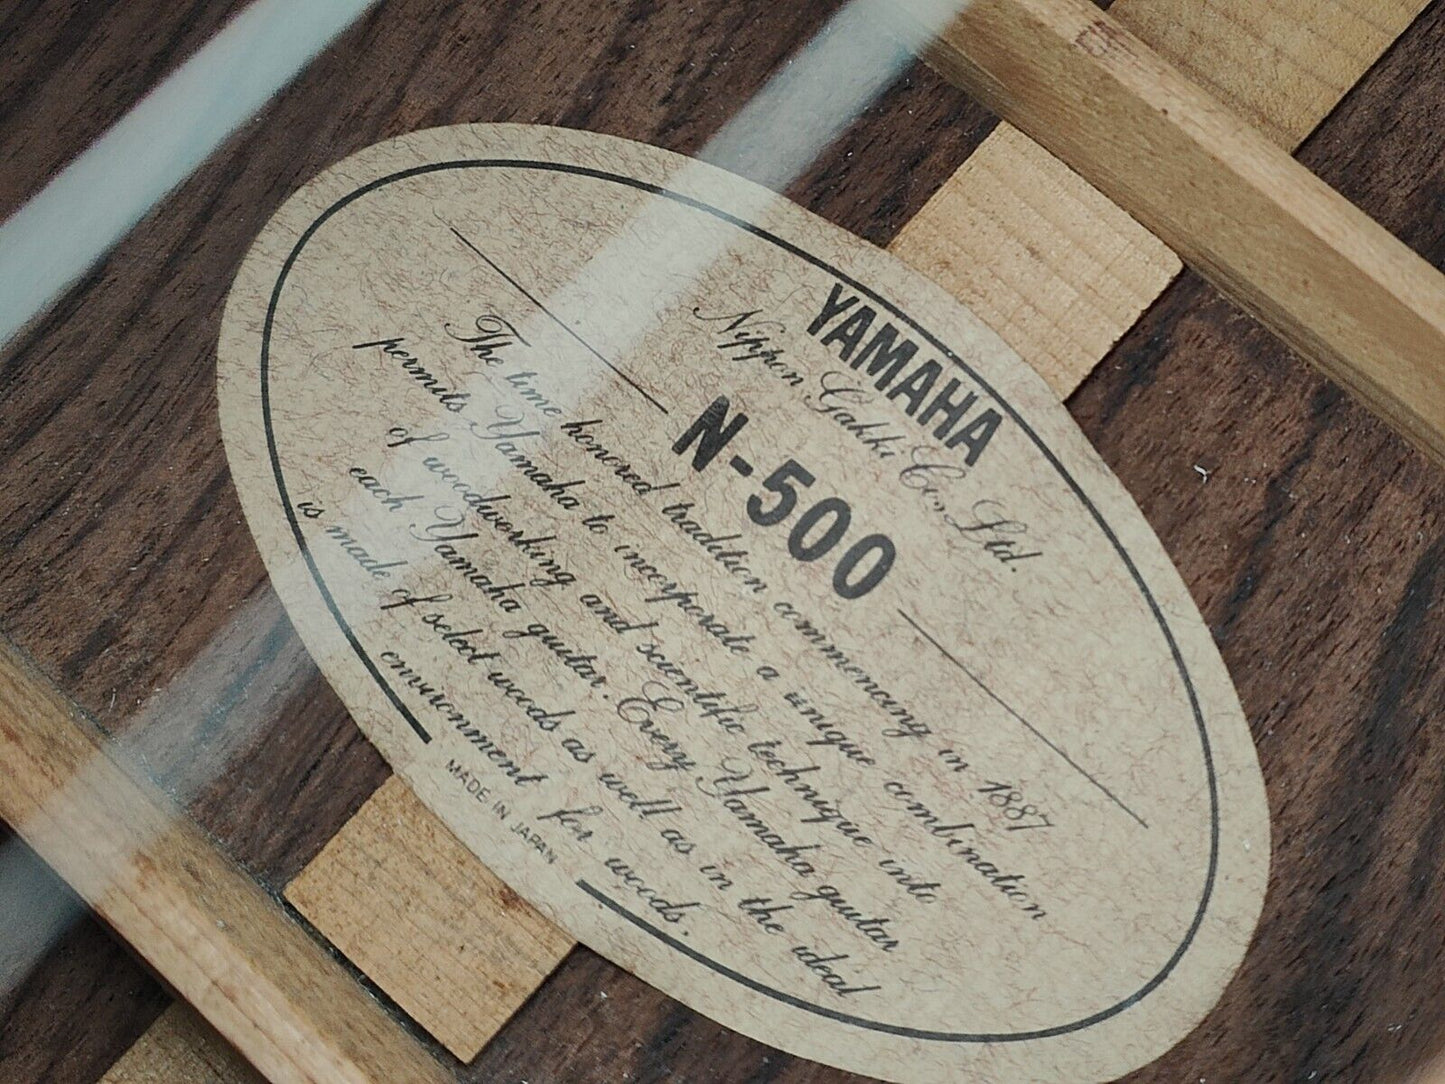 YAMAHA
Nippon Gakki Co., Ltd.
N-500
The time honored tradition commencing in 1887
permits Yamaha to incorporate a unique combination
of woodworking and scientific technique into
each Yamaha guitar. Every Yamaha guitar
is made of select woods as well as in the ideal
environment for woods.
MADE IN JAPAN